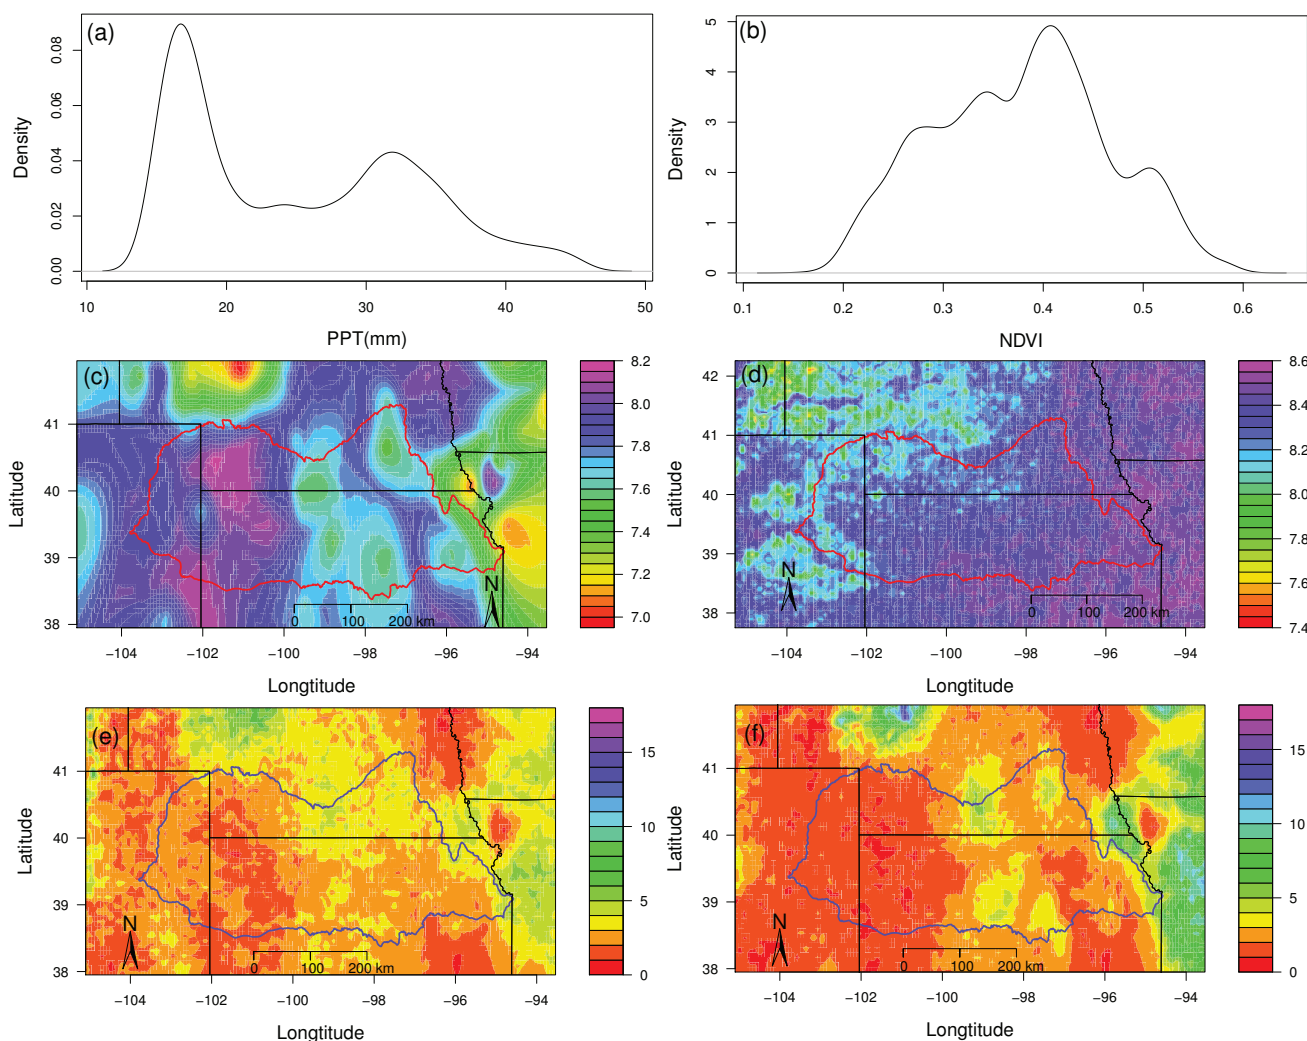 (a)
Density
0.00 0.02 0.04 0.06 0.08
10 20 30 40 50
PPT(mm)
(b)
Density
0 1 2 3 4 5
0.1 0.2 0.3 0.4 0.5 0.6
NDVI
(c)
Latitude
38 39 40 41
−104 −102 −100 −98 −96 −94
Longtitude
0 100 200 km
N
8.2
8.0
7.8
7.6
7.4
7.2
7.0
(d)
Latitude
38 39 40 41 42
−104 −102 −100 −98 −96 −94
Longtitude
0 100 200 km
N
8.6
8.4
8.2
8.0
7.8
7.6
7.4
(e)
Latitude
38 39 40 41
−104 −102 −100 −98 −96 −94
Longtitude
0 100 200 km
N
15
10
5
0
(f)
Latitude
38 39 40 41
−104 −102 −100 −98 −96 −94
Longtitude
0 100 200 km
N
15
10
5
0